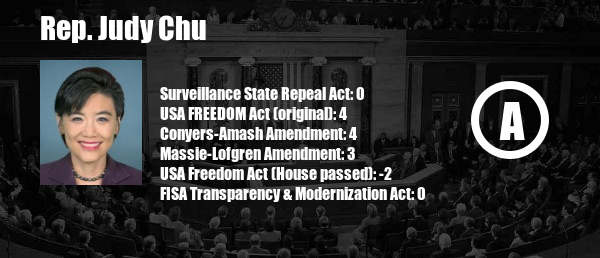 Rep. Judy Chu
Surveillance State Repeal Act: 0
USA FREEDOM Act (original): 4
Conyers-Amash Amendment: 4
Massie-Lofgren Amendment: 3
USA Freedom Act (House passed): -2
FISA Transparency & Modernization Act: 0
A